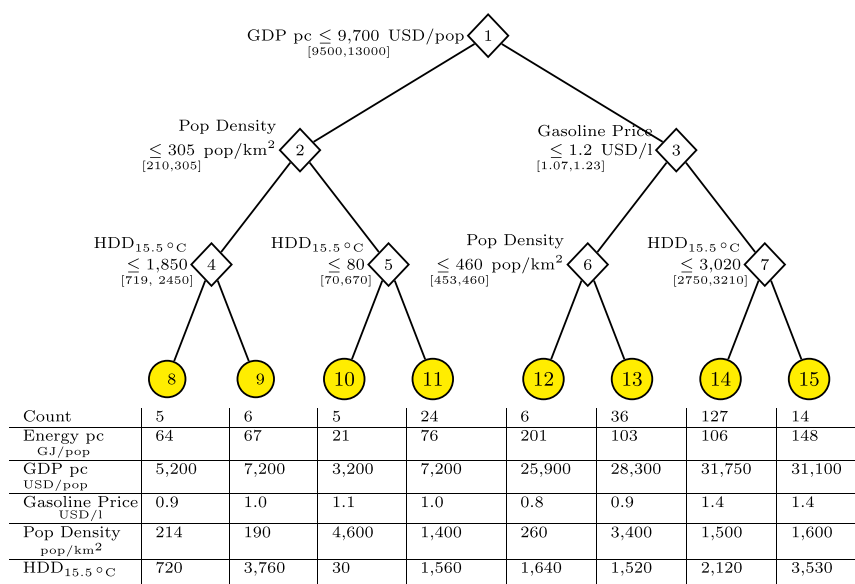 GDP pc ≤ 9,700 USD/pop 1
[9500,13000]
Pop Density
≤ 305 pop/km² 2
[210,305]
Gasoline Price
≤ 1.2 USD/l 3
[1.07,1.23]
HDD15.5 °C
≤ 1,850 4
[719, 2450]
HDD15.5 °C
≤ 80 5
[70,670]
Pop Density
≤ 460 pop/km² 6
[453,460]
HDD15.5 °C
≤ 3,020 7
[2750,3210]
8 9 10 11 12 13 14 15
Count 5 6 5 24 6 36 127 14
Energy pc 64 67 21 76 201 103 106 148
GJ/pop
GDP pc 5,200 7,200 3,200 7,200 25,900 28,300 31,750 31,100
USD/pop
Gasoline Price 0.9 1.0 1.1 1.0 0.8 0.9 1.4 1.4
USD/l
Pop Density 214 190 4,600 1,400 260 3,400 1,500 1,600
pop/km²
HDD15.5 °C 720 3,760 30 1,560 1,640 1,520 2,120 3,530